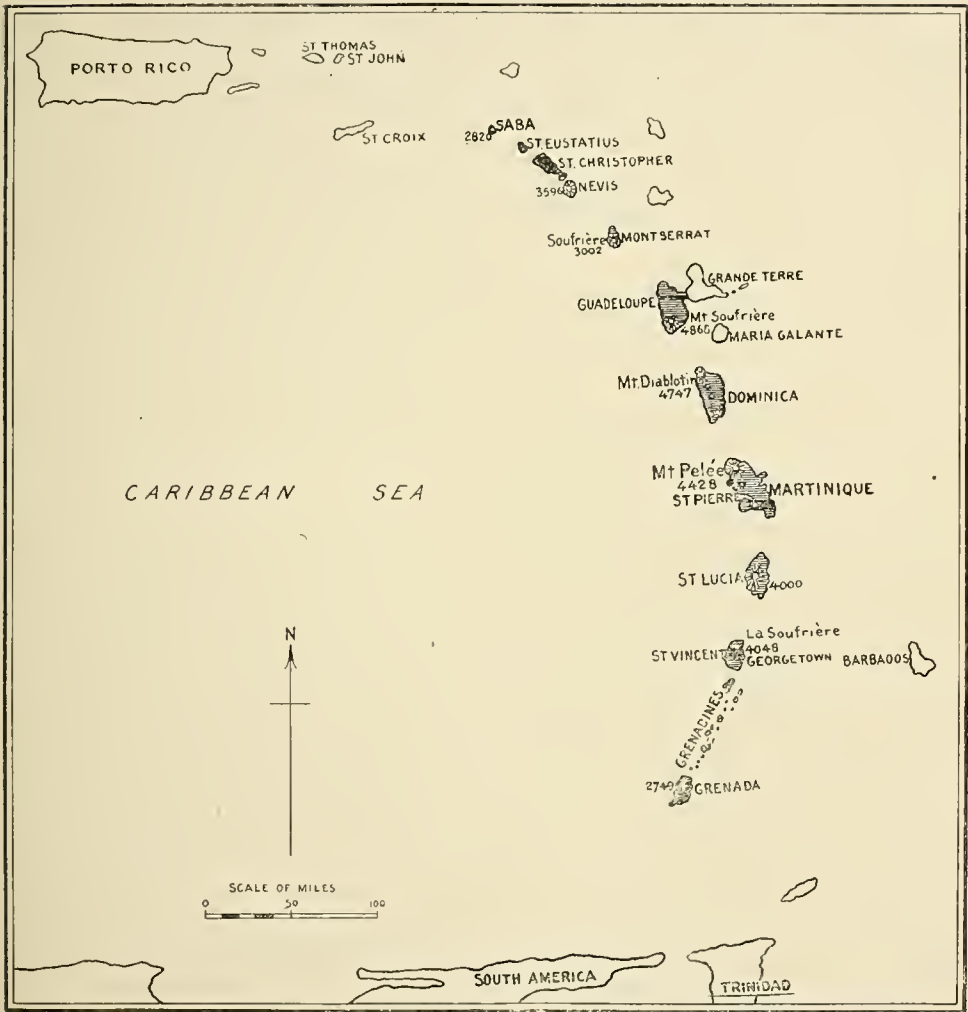 ST THOMAS
ST JOHN
PORTO RICO
ST CROIX
SABA
2820
ST. EUSTATIUS
ST. CHRISTOPHER
3596
NEVIS
Soufrière
3002
MONTSERRAT
GRANDE TERRE
GUADELOUPE
Mt Soufrière
4860
MARIA GALANTE
Mt. Diablotin
4747
DOMINICA
Mt Pelée
4428
ST PIERRE
MARTINIQUE
CARIBBEAN SEA
ST LUCIA
4000
La Soufrière
4048
ST VINCENT
GEORGETOWN
BARBADOS
N
GRENADINES
2749
GRENADA
SCALE OF MILES
0 50 100
SOUTH AMERICA
TRINIDAD